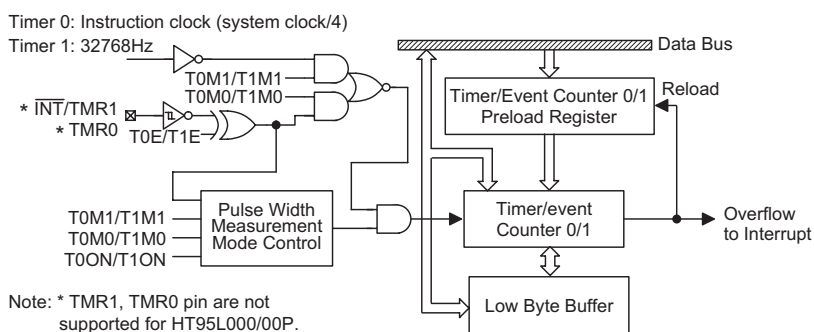 Timer 0: Instruction clock (system clock/4)
Timer 1: 32768Hz
T0M1/T1M1
T0M0/T1M0
* INT/TMR1
* TMR0
T0E/T1E
T0M1/T1M1
T0M0/T1M0
T0ON/T1ON
Pulse Width
Measurement
Mode Control
Data Bus
Timer/Event Counter 0/1
Preload Register
Reload
Timer/event
Counter 0/1
Overflow
to Interrupt
Low Byte Buffer
Note: * TMR1, TMR0 pin are not
supported for HT95L000/00P.